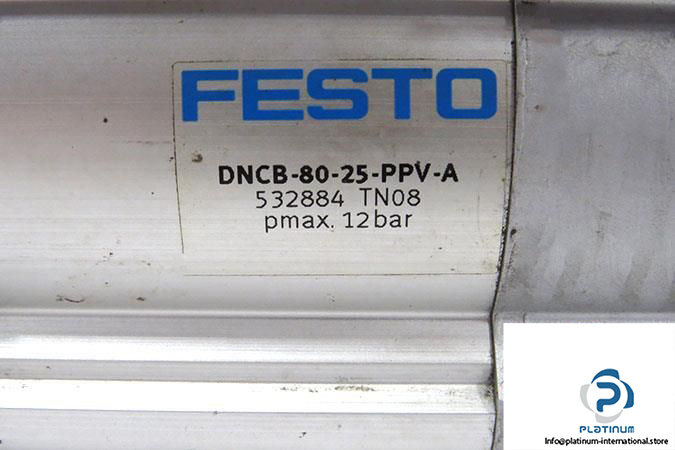 FESTO
DNCB-80-25-PPV-A
532884 TN08
pmax. 12bar
PLATINUM
Info@platinum-international.store